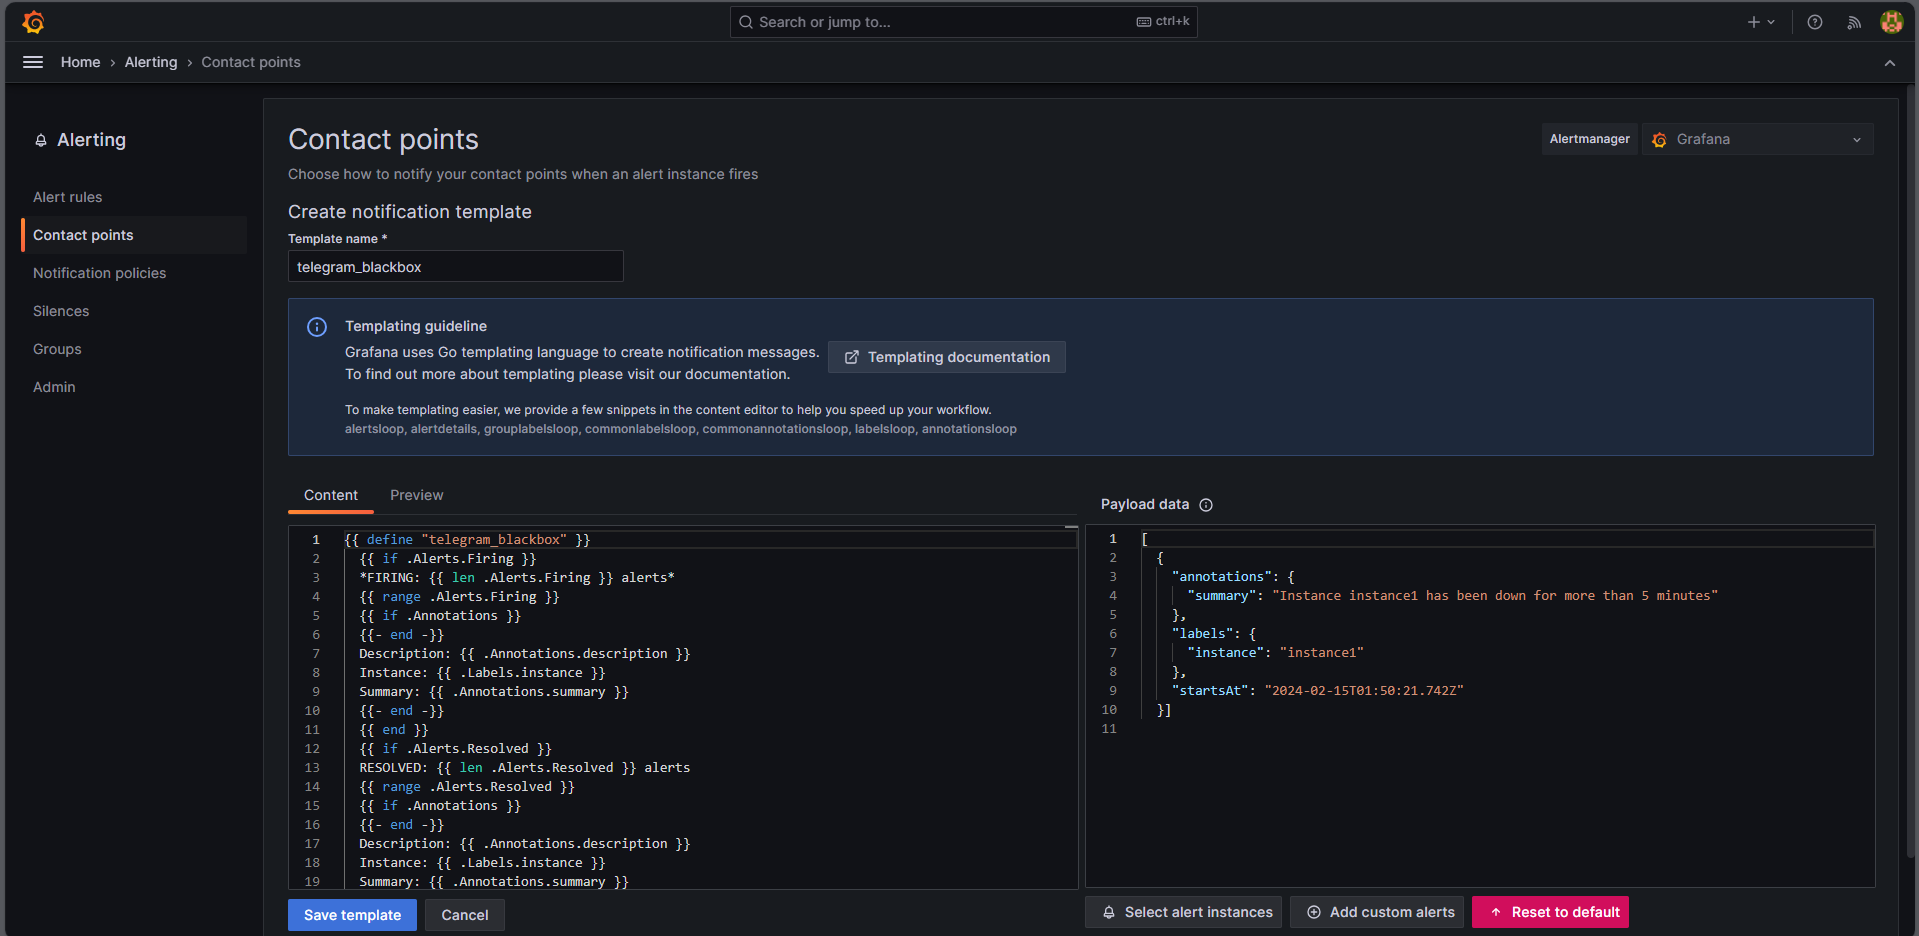 Search or jump to... ctrl+k
Home › Alerting › Contact points
Alerting
Alert rules
Contact points
Notification policies
Silences
Groups
Admin
Contact points
Choose how to notify your contact points when an alert instance fires
Alertmanager Grafana
Create notification template
Template name *
telegram_blackbox
Templating guideline
Grafana uses Go templating language to create notification messages.
To find out more about templating please visit our documentation.
Templating documentation
To make templating easier, we provide a few snippets in the content editor to help you speed up your workflow.
alertsloop, alertdetails, grouplabelsloop, commonlabelsloop, commonannotationsloop, labelsloop, annotationsloop
Content Preview
1 {{ define "telegram_blackbox" }}
2 {{ if .Alerts.Firing }}
3 *FIRING: {{ len .Alerts.Firing }} alerts*
4 {{ range .Alerts.Firing }}
5 {{ if .Annotations }}
6 {{- end -}}
7 Description: {{ .Annotations.description }}
8 Instance: {{ .Labels.instance }}
9 Summary: {{ .Annotations.summary }}
10 {{- end -}}
11 {{ end }}
12 {{ if .Alerts.Resolved }}
13 RESOLVED: {{ len .Alerts.Resolved }} alerts
14 {{ range .Alerts.Resolved }}
15 {{ if .Annotations }}
16 {{- end -}}
17 Description: {{ .Annotations.description }}
18 Instance: {{ .Labels.instance }}
19 Summary: {{ .Annotations.summary }}
Save template Cancel
Payload data
1 [
2 {
3 "annotations": {
4 "summary": "Instance instance1 has been down for more than 5 minutes"
5 },
6 "labels": {
7 "instance": "instance1"
8 },
9 "startsAt": "2024-02-15T01:50:21.742Z"
10 }]
11
Select alert instances Add custom alerts Reset to default